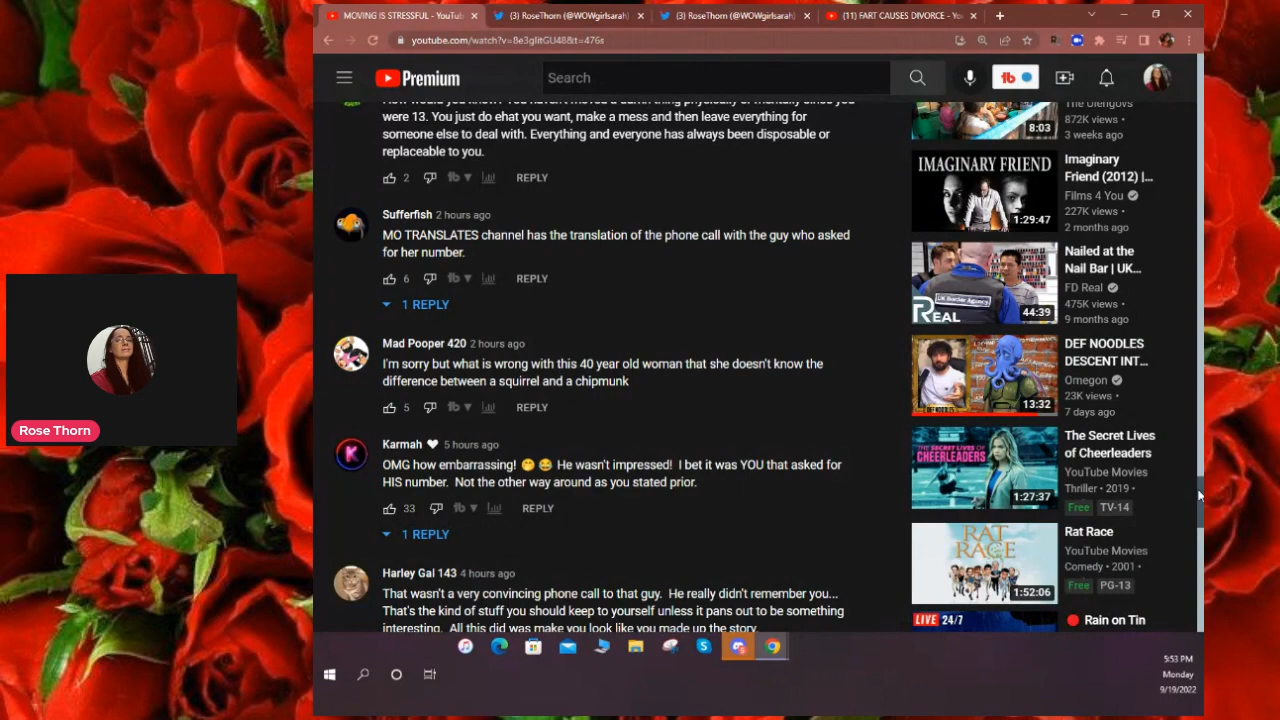 MOVING IS STRESSFUL - YouTub
(3) RoseThorn (@WOWgirlsarah)
(3) RoseThorn (@WOWgirlsarah)
(11) FART CAUSES DIVORCE - Yo
youtube.com/watch?v=8e3glitGU48&t=476s
Premium
Search
How would you know? You haven't moved a damn thing physically or mentally since you
were 13. You just do ehat you want, make a mess and then leave everything for
someone else to deal with. Everything and everyone has always been disposable or
replaceable to you.
2
REPLY
Sufferfish 2 hours ago
MO TRANSLATES channel has the translation of the phone call with the guy who asked
for her number.
6
REPLY
1 REPLY
Mad Pooper 420 2 hours ago
I'm sorry but what is wrong with this 40 year old woman that she doesn't know the
difference between a squirrel and a chipmunk
5
REPLY
Karmah 🖤 5 hours ago
OMG how embarrassing! 🤭 😂 He wasn't impressed! I bet it was YOU that asked for
HIS number. Not the other way around as you stated prior.
33
REPLY
1 REPLY
Harley Gal 143 4 hours ago
That wasn't a very convincing phone call to that guy. He really didn't remember you...
That's the kind of stuff you should keep to yourself unless it pans out to be something
interesting. All this did was make you look like you made up the story.
The Ulengovs
872K views •
3 weeks ago
8:03
IMAGINARY FRIEND
1:29:47
Imaginary
Friend (2012) |...
Films 4 You
227K views •
2 months ago
UK Border Agency
REAL
44:39
Nailed at the
Nail Bar | UK...
FD Real
475K views •
9 months ago
13:32
DEF NOODLES
DESCENT INT...
Omegon
23K views •
7 days ago
THE SECRET LIVES OF
CHEERLEADERS
1:27:37
The Secret Lives
of Cheerleaders
YouTube Movies
Thriller • 2019 •
Free TV-14
RAT
RACE
1:52:06
Rat Race
YouTube Movies
Comedy • 2001 •
Free PG-13
LIVE 24/7
Rain on Tin
Rose Thorn
5:53 PM
Monday
9/19/2022